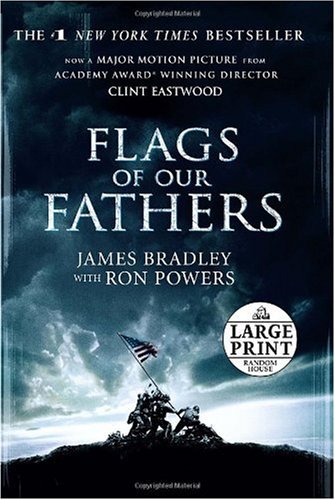 THE #1 NEW YORK TIMES BESTSELLER
NOW A MAJOR MOTION PICTURE FROM
ACADEMY AWARD® WINNING DIRECTOR
CLINT EASTWOOD
FLAGS
OF OUR
FATHERS
JAMES BRADLEY
WITH RON POWERS
LARGE
PRINT
RANDOM
HOUSE